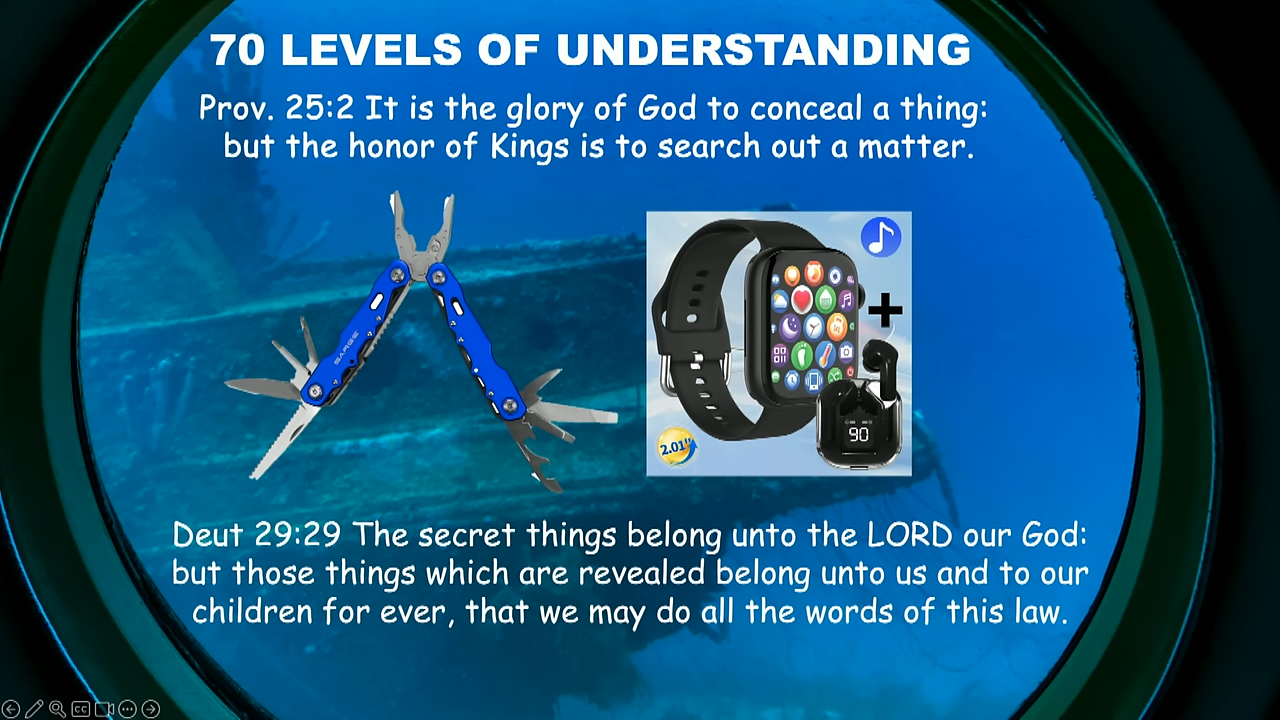 70 LEVELS OF UNDERSTANDING
Prov. 25:2 It is the glory of God to conceal a thing:
but the honor of Kings is to search out a matter.
SARGE
2.01"
90
Deut 29:29 The secret things belong unto the LORD our God:
but those things which are revealed belong unto us and to our
children for ever, that we may do all the words of this law.
CC